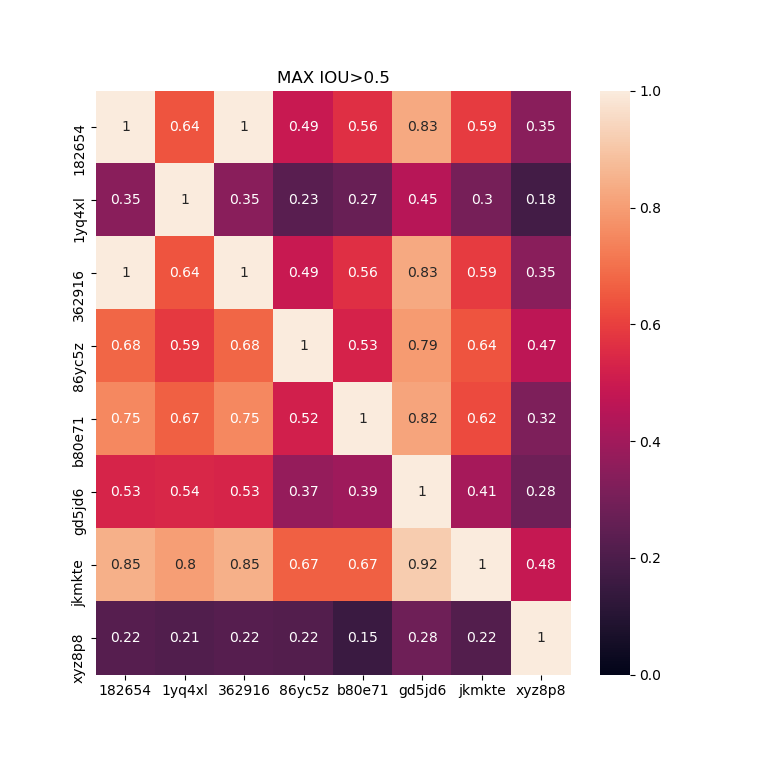 MAX IOU>0.5
182654 1 0.64 1 0.49 0.56 0.83 0.59 0.35
1yq4xl 0.35 1 0.35 0.23 0.27 0.45 0.3 0.18
362916 1 0.64 1 0.49 0.56 0.83 0.59 0.35
86yc5z 0.68 0.59 0.68 1 0.53 0.79 0.64 0.47
b80e71 0.75 0.67 0.75 0.52 1 0.82 0.62 0.32
gd5jd6 0.53 0.54 0.53 0.37 0.39 1 0.41 0.28
jkmkte 0.85 0.8 0.85 0.67 0.67 0.92 1 0.48
xyz8p8 0.22 0.21 0.22 0.22 0.15 0.28 0.22 1
182654 1yq4xl 362916 86yc5z b80e71 gd5jd6 jkmkte xyz8p8
1.0
0.8
0.6
0.4
0.2
0.0